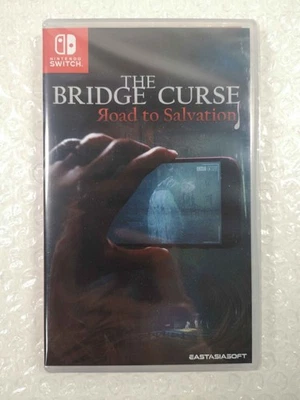 NINTENDO
SWITCH
THE
BRIDGE CURSE
Road to Salvation
EASTASIASOFT